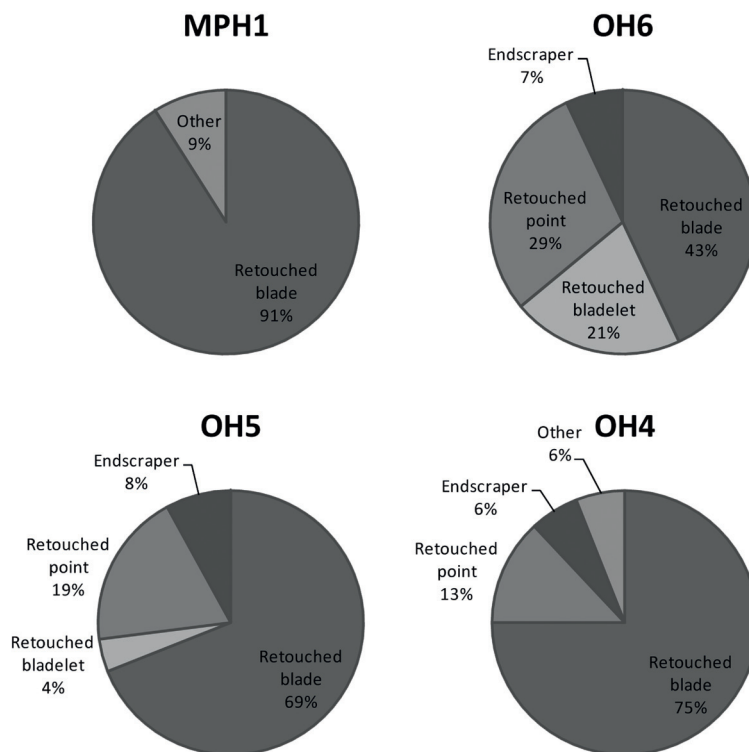 MPH1
Other
9%
Retouched
blade
91%
OH6
Endscraper
7%
Retouched
point
29%
Retouched
blade
43%
Retouched
bladelet
21%
OH5
Endscraper
8%
Retouched
point
19%
Retouched
bladelet
4%
Retouched
blade
69%
OH4
Other
6%
Endscraper
6%
Retouched
point
13%
Retouched
blade
75%